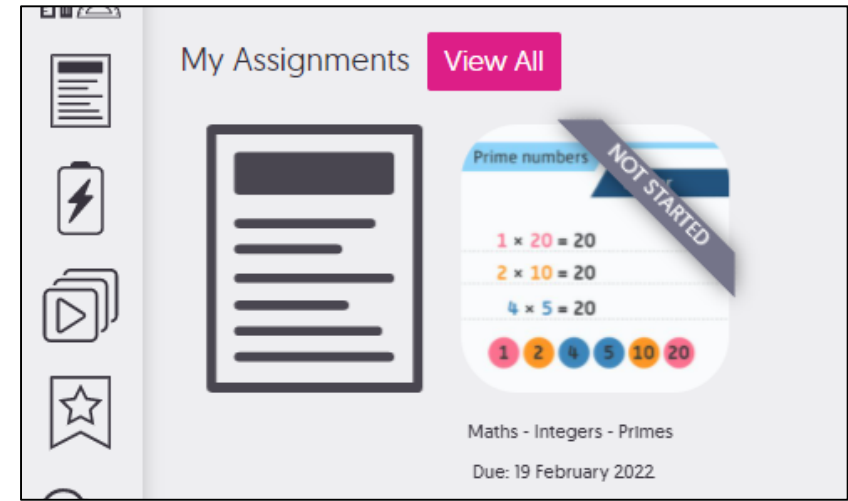 My Assignments View All
Prime numbers
NOT STARTED
1 × 20 = 20
2 × 10 = 20
4 × 5 = 20
1 2 4 5 10 20
Maths - Integers - Primes
Due: 19 February 2022